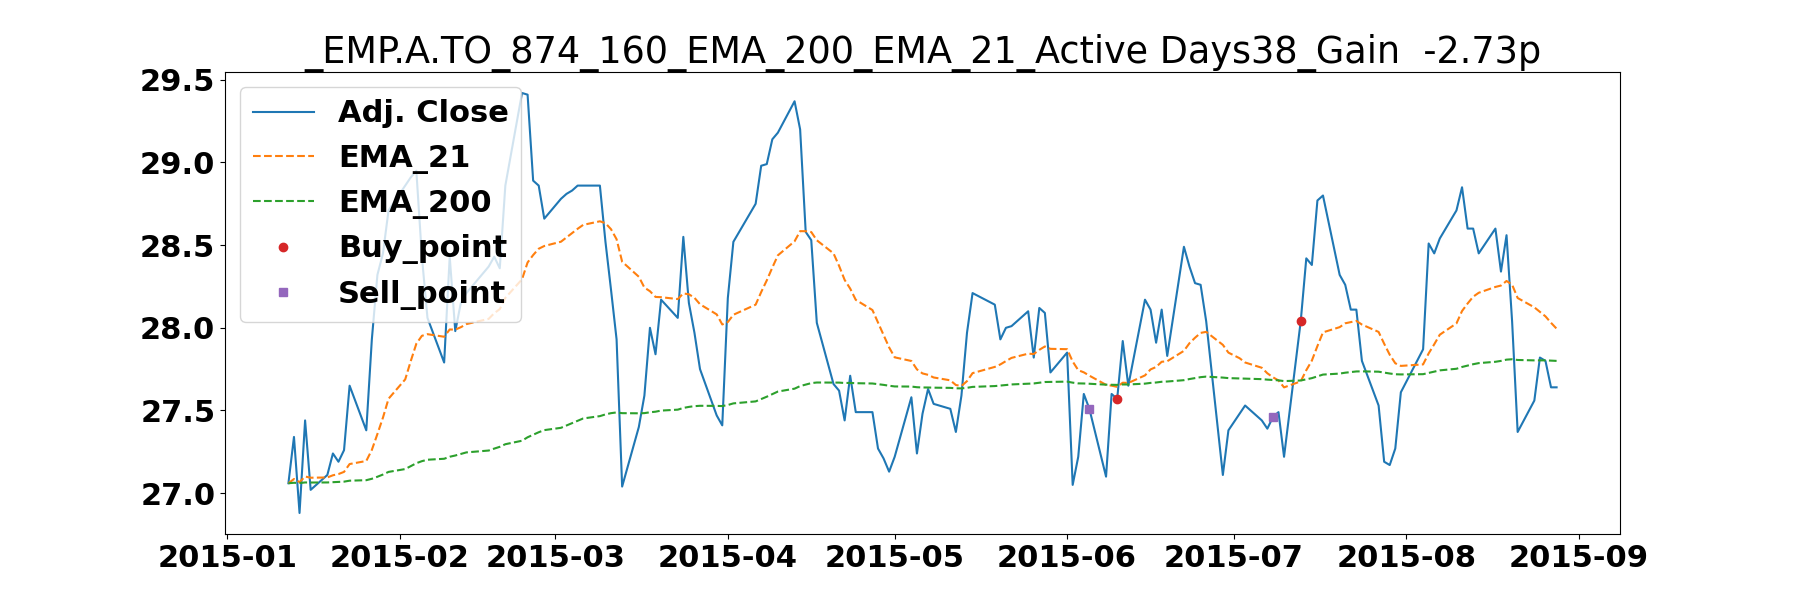 _EMP.A.TO_874_160_EMA_200_EMA_21_Active Days38_Gain  -2.73p
29.5
29.0
28.5
28.0
27.5
27.0
Adj. Close
EMA_21
EMA_200
Buy_point
Sell_point
2015-01 2015-02 2015-03 2015-04 2015-05 2015-06 2015-07 2015-08 2015-09